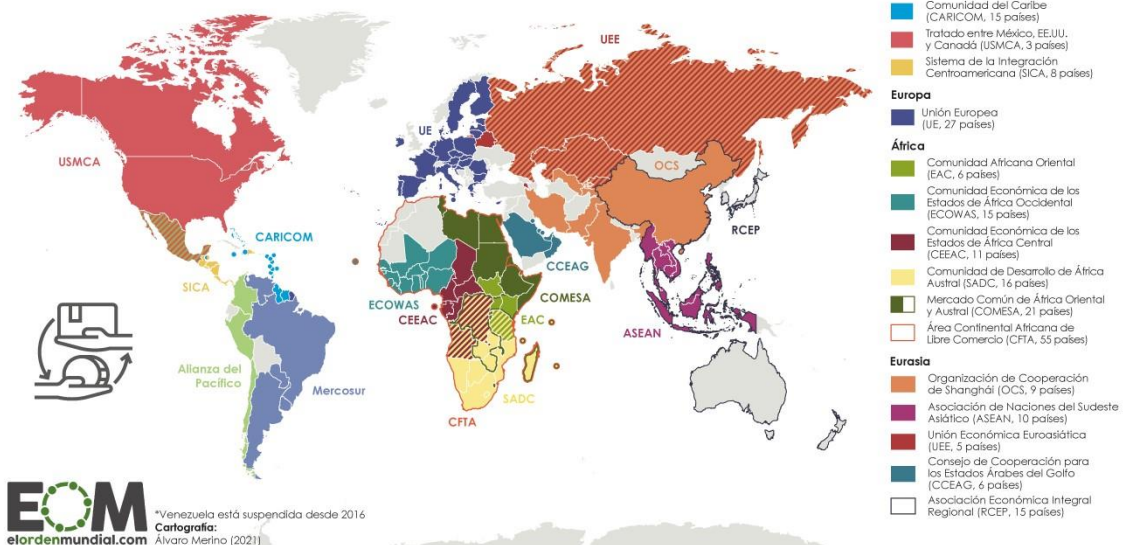 UEE
UE
USMCA
OCS
RCEP
CARICOM
CCEAG
SICA
ECOWAS
COMESA
CEEAC
EAC
ASEAN
Alianza del
Pacífico
Mercosur
SADC
CFTA
Comunidad del Caribe
(CARICOM, 15 países)
Tratado entre México, EE.UU.
y Canadá (USMCA, 3 países)
Sistema de la Integración
Centroamericana (SICA, 8 países)
Europa
Unión Europea
(UE, 27 países)
África
Comunidad Africana Oriental
(EAC, 6 países)
Comunidad Económica de los
Estados de África Occidental
(ECOWAS, 15 países)
Comunidad Económica de los
Estados de África Central
(CEEAC, 11 países)
Comunidad de Desarrollo de África
Austral (SADC, 16 países)
Mercado Común de África Oriental
y Austral (COMESA, 21 países)
Área Continental Africana de
Libre Comercio (CFTA, 55 países)
Eurasia
Organización de Cooperación
de Shanghái (OCS, 9 países)
Asociación de Naciones del Sudeste
Asiático (ASEAN, 10 países)
Unión Económica Euroasiática
(UEE, 5 países)
Consejo de Cooperación para
los Estados Árabes del Golfo
(CCEAG, 6 países)
Asociación Económica Integral
Regional (RCEP, 15 países)
EOM
elordenmundial.com
*Venezuela está suspendida desde 2016
Cartografía:
Álvaro Merino (2021)